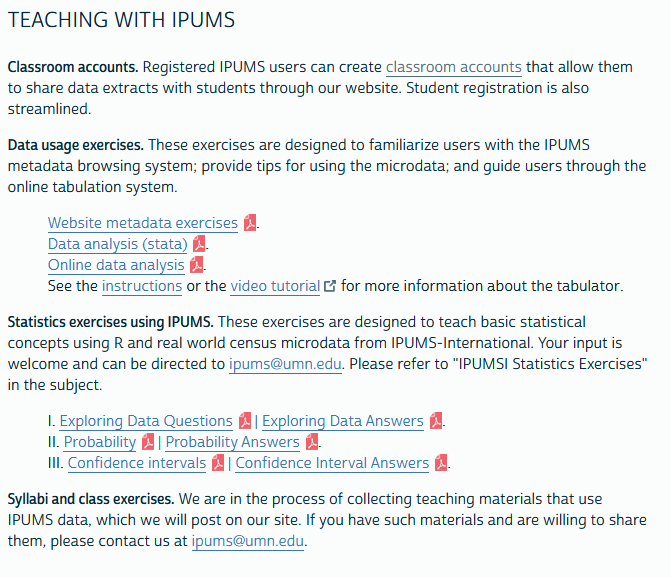 TEACHING WITH IPUMS
Classroom accounts. Registered IPUMS users can create classroom accounts that allow them
to share data extracts with students through our website. Student registration is also
streamlined.
Data usage exercises. These exercises are designed to familiarize users with the IPUMS
metadata browsing system; provide tips for using the microdata; and guide users through the
online tabulation system.
Website metadata exercises.
Data analysis (stata).
Online data analysis.
See the instructions or the video tutorial for more information about the tabulator.
Statistics exercises using IPUMS. These exercises are designed to teach basic statistical
concepts using R and real world census microdata from IPUMS-International. Your input is
welcome and can be directed to ipums@umn.edu. Please refer to "IPUMSI Statistics Exercises"
in the subject.
I. Exploring Data Questions | Exploring Data Answers.
II. Probability | Probability Answers.
III. Confidence intervals | Confidence Interval Answers.
Syllabi and class exercises. We are in the process of collecting teaching materials that use
IPUMS data, which we will post on our site. If you have such materials and are willing to share
them, please contact us at ipums@umn.edu.